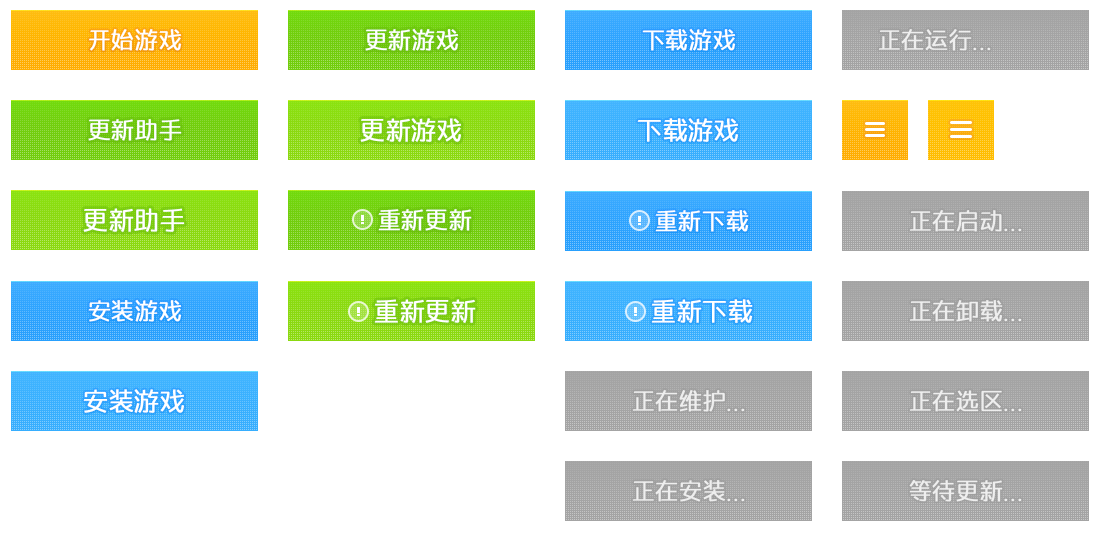 开始游戏
更新游戏
下载游戏
正在运行...
更新助手
更新游戏
下载游戏
更新助手
重新更新
重新下载
正在启动...
安装游戏
重新更新
重新下载
正在卸载...
安装游戏
正在维护...
正在选区...
正在安装...
等待更新...